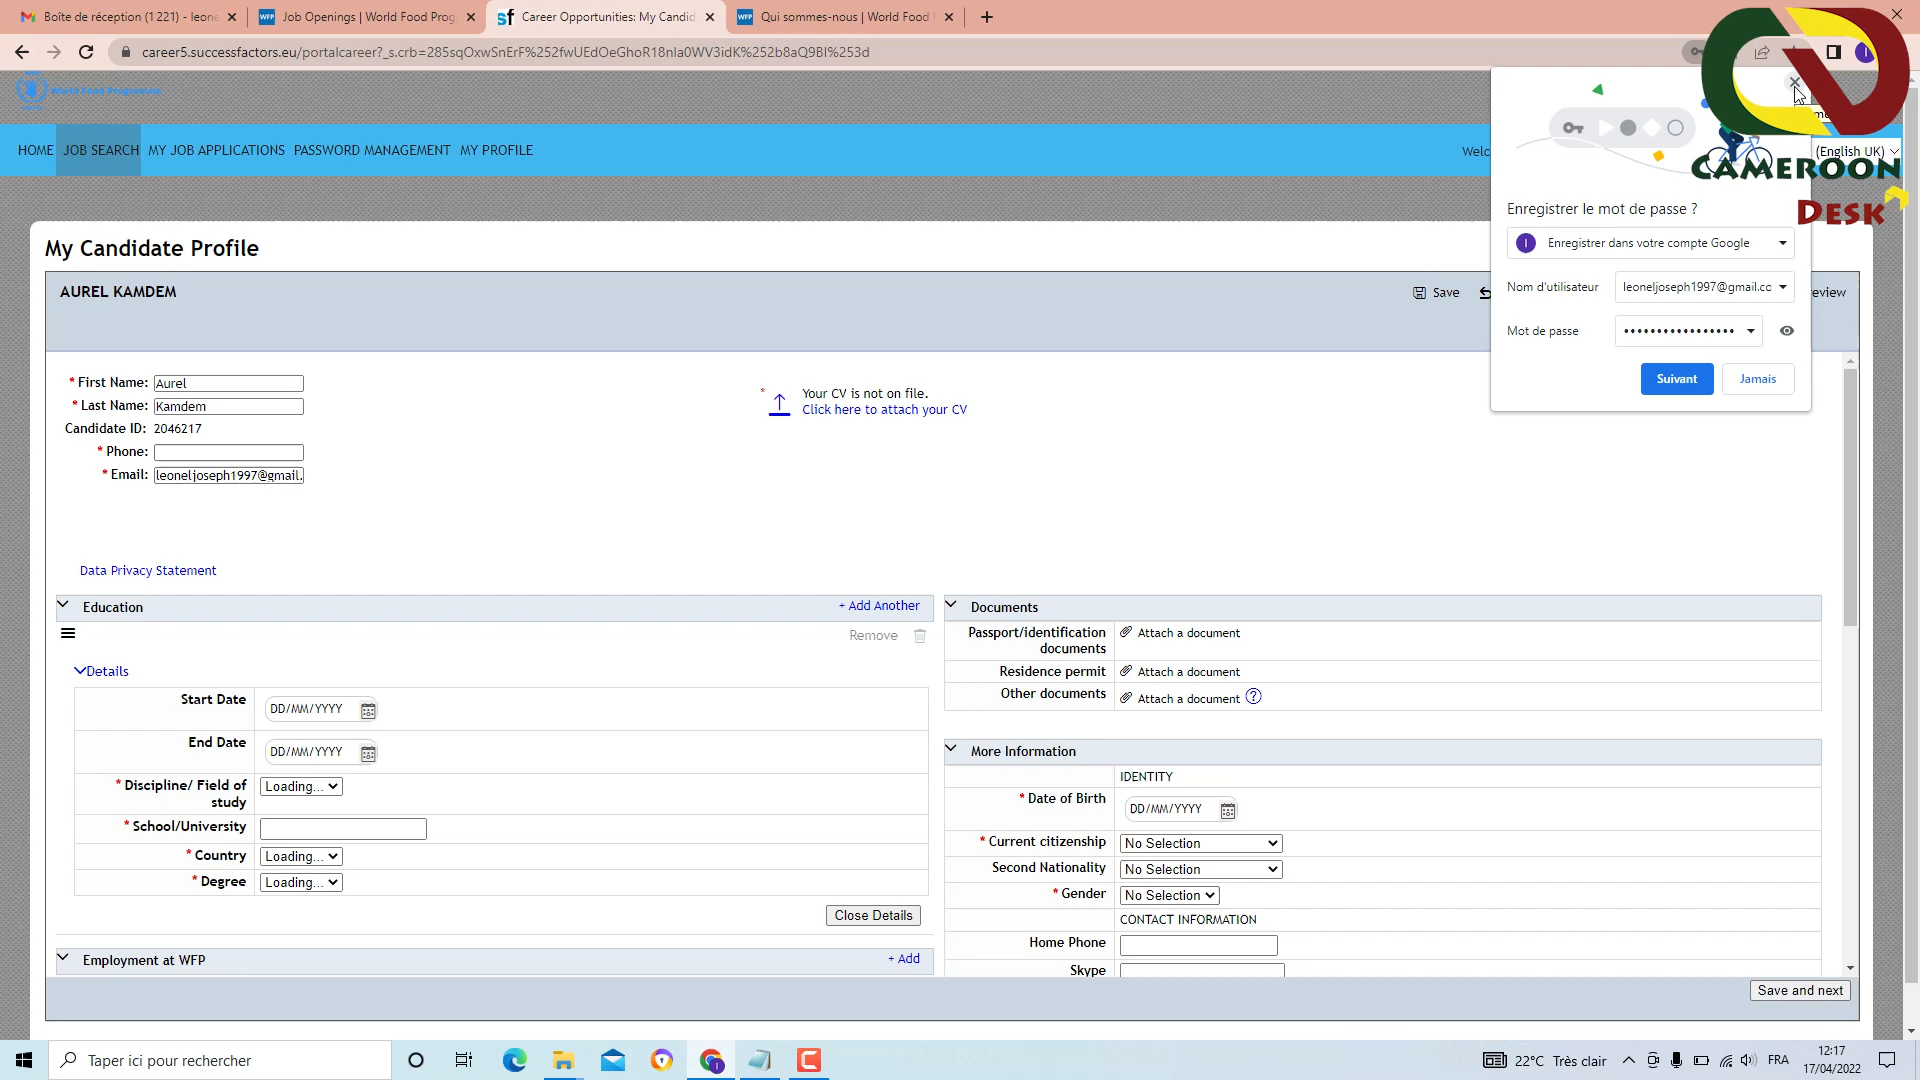 Boîte de réception (1 221) - leone
Job Openings | World Food Prog
Career Opportunities: My Candid
Qui sommes-nous | World Food
career5.successfactors.eu/portalcareer?_s.crb=285sqOxwSnErF%252fwUEdOeGhoR18nla0WV3idK%252b8aQ9BI%253d
World Food Programme
HOME JOB SEARCH MY JOB APPLICATIONS PASSWORD MANAGEMENT MY PROFILE
Welc
(English UK)
CAMEROON
DESK
Enregistrer le mot de passe ?
Enregistrer dans votre compte Google
Nom d'utilisateur leoneljoseph1997@gmail.cc
Mot de passe •••••••••••••••••
Suivant Jamais
My Candidate Profile
AUREL KAMDEM
Save
eview
* First Name: Aurel
* Last Name: Kamdem
Candidate ID: 2046217
* Phone:
* Email: leoneljoseph1997@gmail.
* Your CV is not on file.
Click here to attach your CV
Data Privacy Statement
Education + Add Another
Remove
Details
Start Date DD/MM/YYYY
End Date DD/MM/YYYY
* Discipline/ Field of study Loading...
* School/University
* Country Loading...
* Degree Loading...
Close Details
Employment at WFP + Add
Documents
Passport/identification documents Attach a document
Residence permit Attach a document
Other documents Attach a document ?
More Information
IDENTITY
* Date of Birth DD/MM/YYYY
* Current citizenship No Selection
Second Nationality No Selection
* Gender No Selection
CONTACT INFORMATION
Home Phone
Skype
Save and next
Taper ici pour rechercher
22°C Très clair
FRA
12:17
17/04/2022